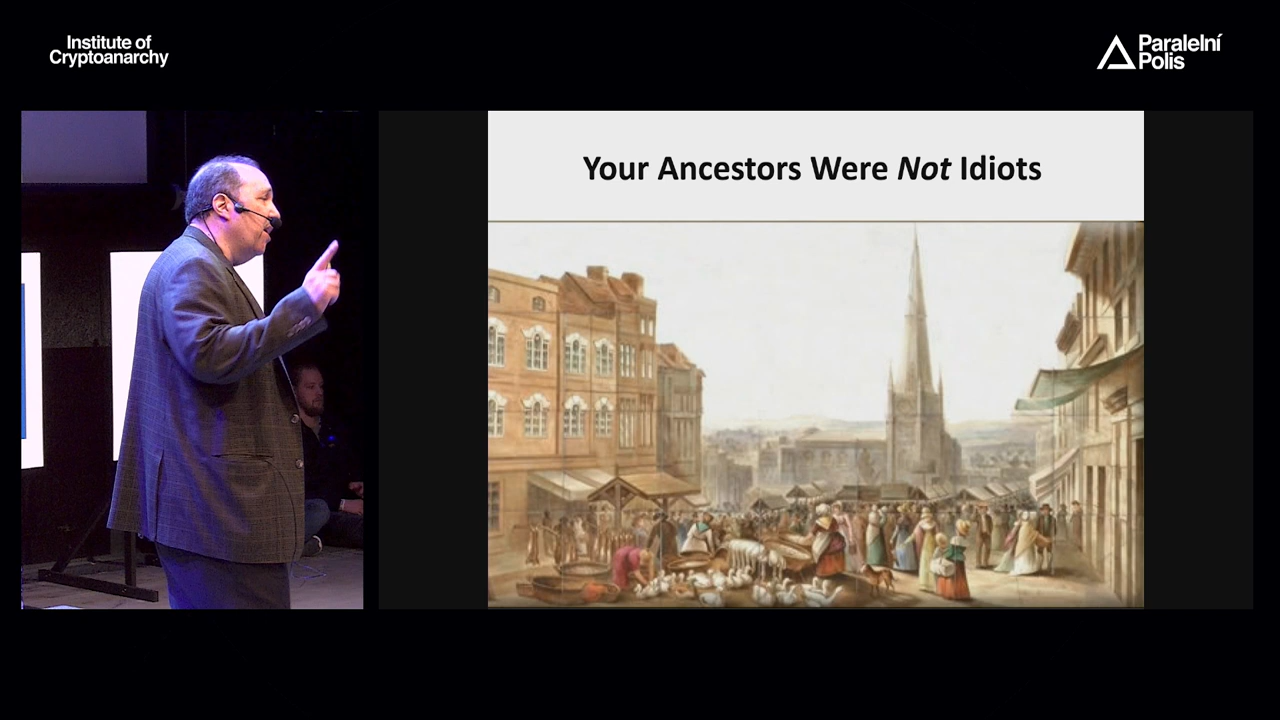 Institute of
Cryptoanarchy
Paralelní
Polis
Your Ancestors Were Not Idiots